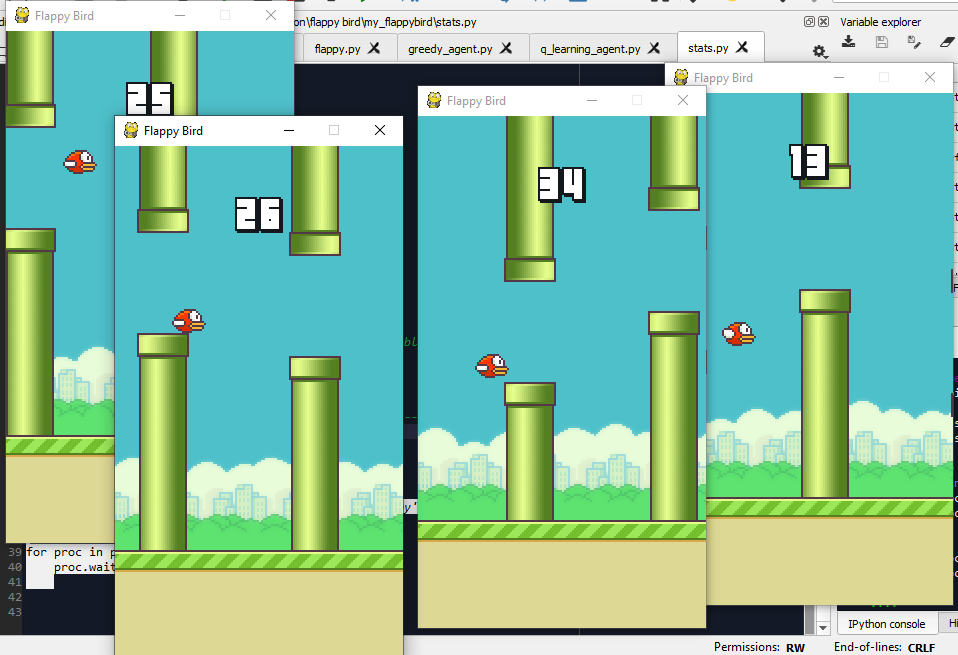 on\flappy bird\my_flappybird\stats.py
Variable explorer
flappy.py
greedy_agent.py
q_learning_agent.py
stats.py
Flappy Bird
25
Flappy Bird
26
Flappy Bird
34
Flappy Bird
13
39 for proc in p
40 proc.wait
41
42
43
IPython console
Hi
Permissions: RW
End-of-lines: CRLF